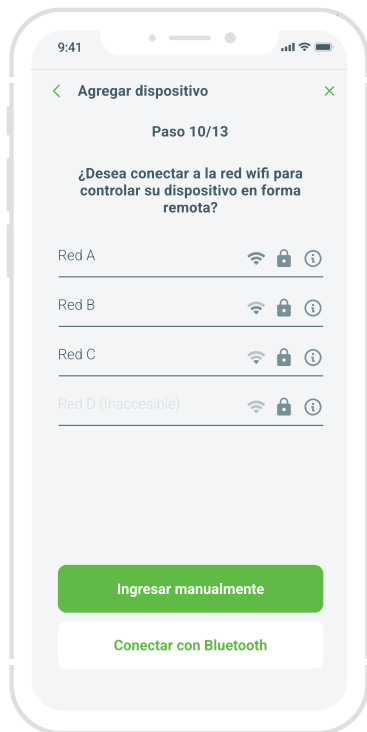 9:41
Agregar dispositivo
Paso 10/13
¿Desea conectar a la red wifi para
controlar su dispositivo en forma
remota?
Red A
Red B
Red C
Red D (Inaccesible)
Ingresar manualmente
Conectar con Bluetooth